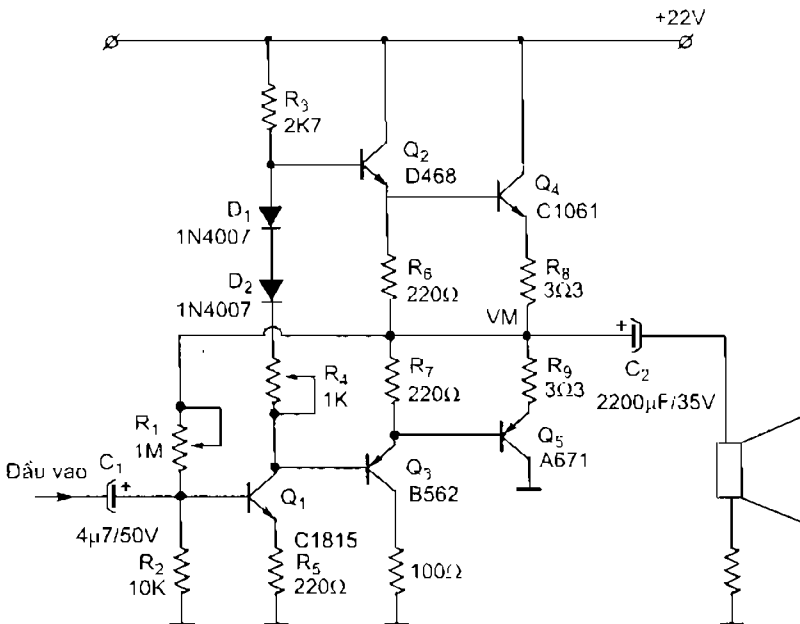 +22V
R3
2K7
Q2
D468
Q4
C1061
D1
1N4007
D2
1N4007
R6
220Ω
R8
3Ω3
VM
R4
1K
R7
220Ω
R9
3Ω3
C2
2200µF/35V
R1
1M
Đầu vao
C1
4µ7/50V
Q1
C1815
Q3
B562
Q5
A671
R2
10K
R5
220Ω
100Ω